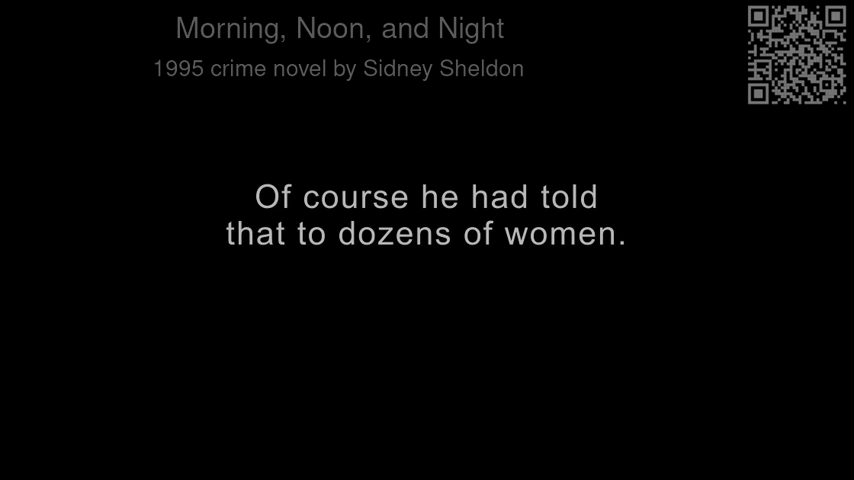 Morning, Noon, and Night
1995 crime novel by Sidney Sheldon
Of course he had told
that to dozens of women.